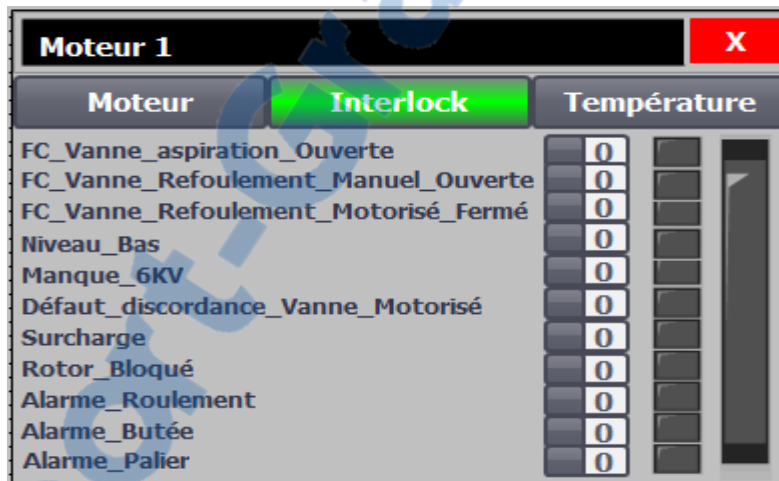 Moteur 1 X
Moteur Interlock Température
FC_Vanne_aspiration_Ouverte 0
FC_Vanne_Refoulement_Manuel_Ouverte 0
FC_Vanne_Refoulement_Motorisé_Fermé 0
Niveau_Bas 0
Manque_6KV 0
Défaut_discordance_Vanne_Motorisé 0
Surcharge 0
Rotor_Bloqué 0
Alarme_Roulement 0
Alarme_Butée 0
Alarme_Palier 0